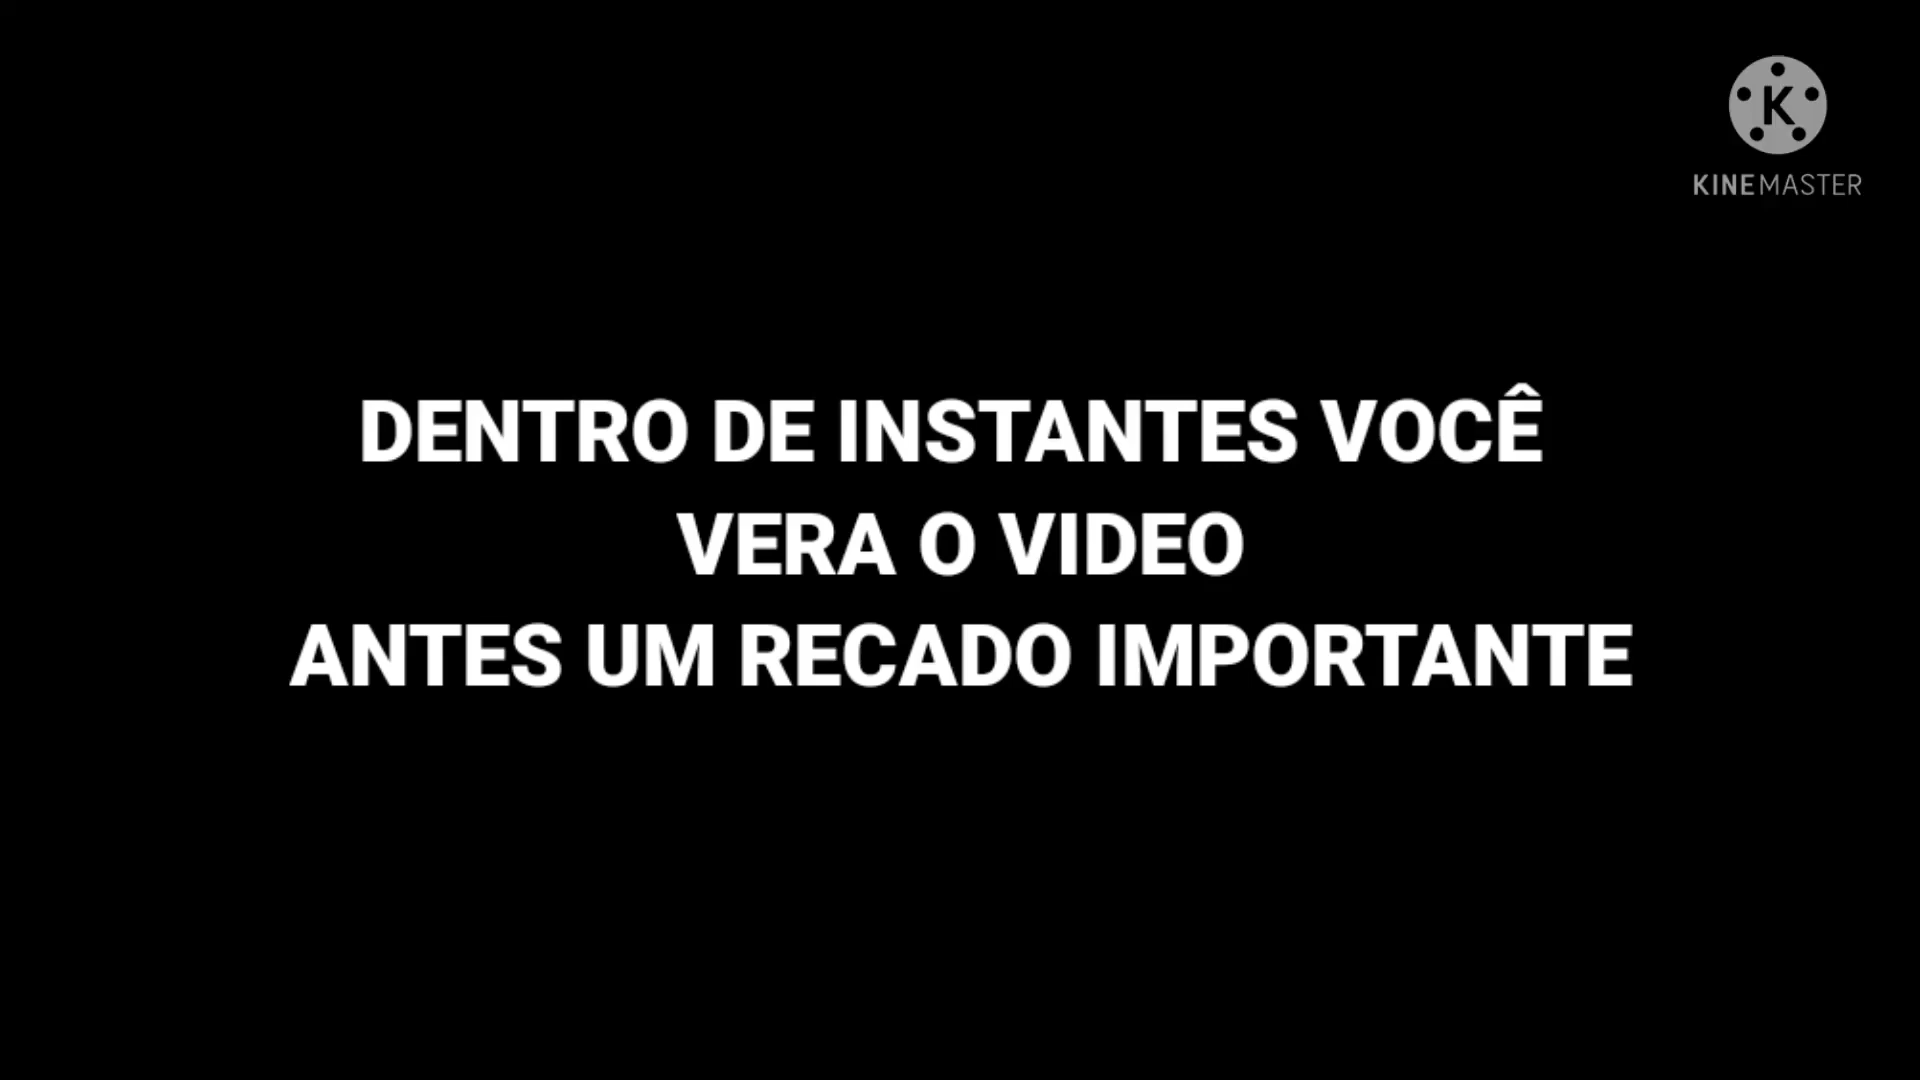 K
KINEMASTER
DENTRO DE INSTANTES VOCÊ
VERA O VIDEO
ANTES UM RECADO IMPORTANTE